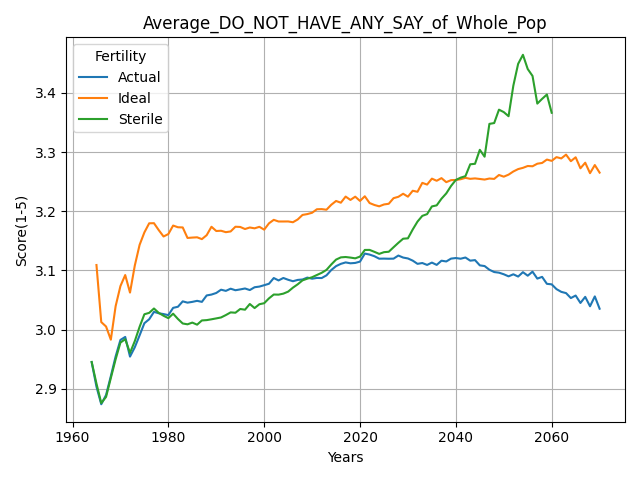 Average_DO_NOT_HAVE_ANY_SAY_of_Whole_Pop
Fertility
Actual
Ideal
Sterile
Score(1-5)
3.4
3.3
3.2
3.1
3.0
2.9
1960 1980 2000 2020 2040 2060
Years